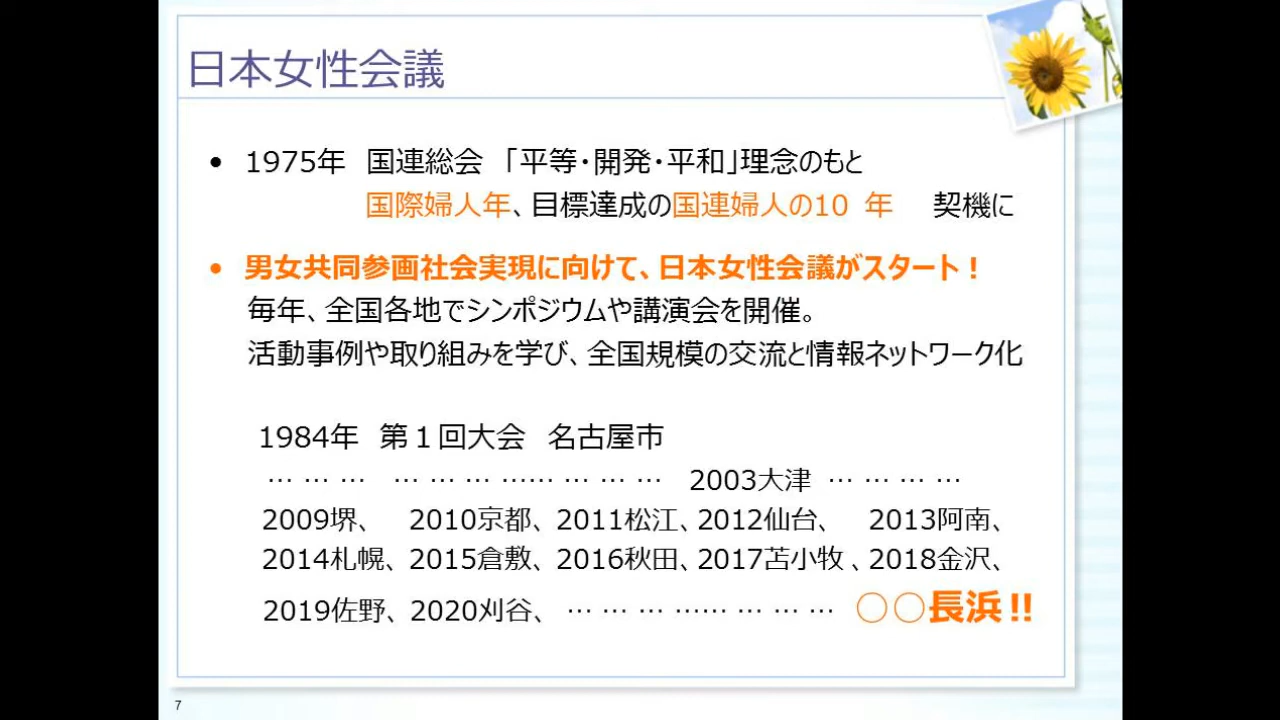 日本女性会議
• 1975年 国連総会 「平等・開発・平和」理念のもと
国際婦人年、目標達成の国連婦人の10 年 契機に
• 男女共同参画社会実現に向けて、日本女性会議がスタート！
毎年、全国各地でシンポジウムや講演会を開催。
活動事例や取り組みを学び、全国規模の交流と情報ネットワーク化
1984年 第１回大会 名古屋市
… … … … … … …… … … … 2003大津 … … … …
2009堺、 2010京都、2011松江、2012仙台、 2013阿南、
2014札幌、2015倉敷、2016秋田、2017苫小牧 、2018金沢、
2019佐野、2020刈谷、 … … … …… … … … 〇〇長浜!!
7